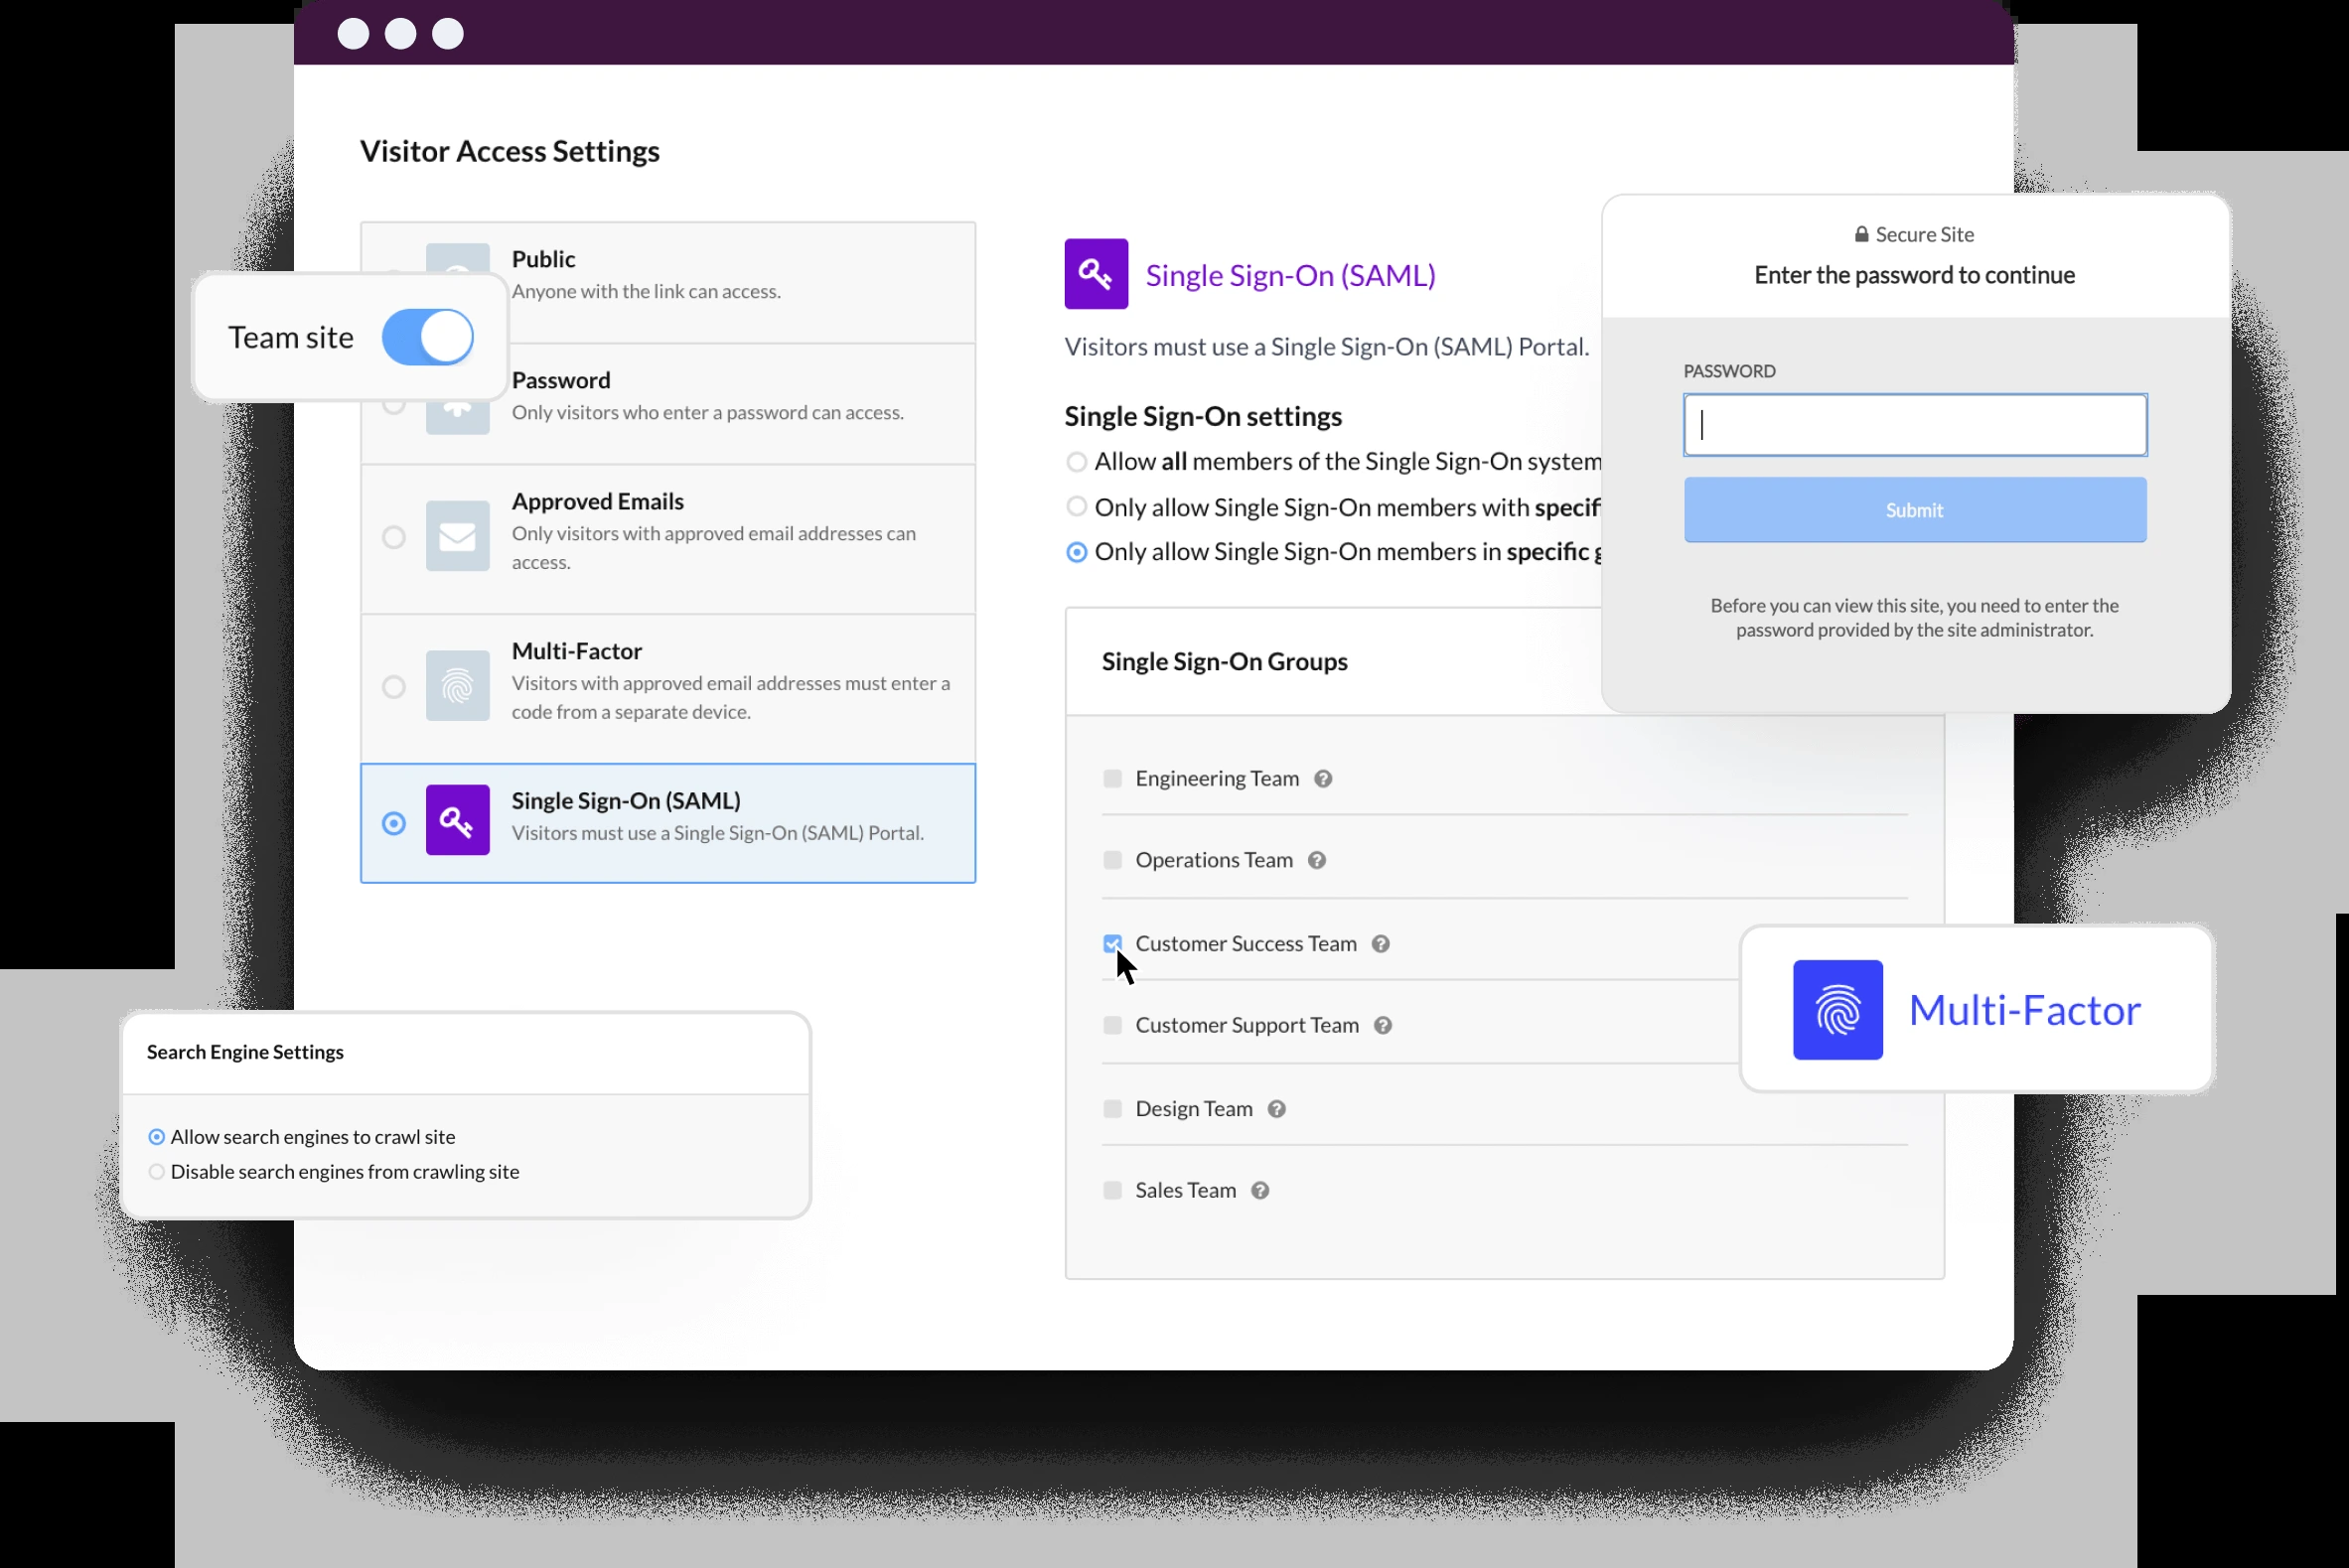 Visitor Access Settings
Team site
Public
Anyone with the link can access.
Password
Only visitors who enter a password can access.
Approved Emails
Only visitors with approved email addresses can
access.
Multi-Factor
Visitors with approved email addresses must enter a
code from a separate device.
Single Sign-On (SAML)
Visitors must use a Single Sign-On (SAML) Portal.
Search Engine Settings
Allow search engines to crawl site
Disable search engines from crawling site
Single Sign-On (SAML)
Visitors must use a Single Sign-On (SAML) Portal.
Single Sign-On settings
Allow all members of the Single Sign-On system
Only allow Single Sign-On members with
Only allow Single Sign-On members in specific
Single Sign-On Groups
Engineering Team
Operations Team
Customer Success Team
Customer Support Team
Design Team
Sales Team
Secure Site
Enter the password to continue
PASSWORD
Submit
Before you can view this site, you need to enter the
password provided by the site administrator.
Multi-Factor